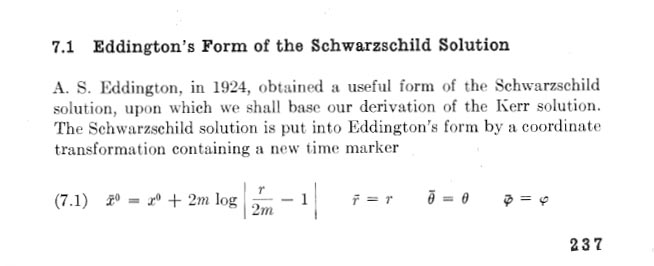 7.1 Eddington's Form of the Schwarzschild Solution
A. S. Eddington, in 1924, obtained a useful form of the Schwarzschild
solution, upon which we shall base our derivation of the Kerr solution.
The Schwarzschild solution is put into Eddington's form by a coordinate
transformation containing a new time marker
(7.1) x̄⁰ = x⁰ + 2m log | r/2m − 1 | r̄ = r θ̄ = θ φ̄ = φ
237